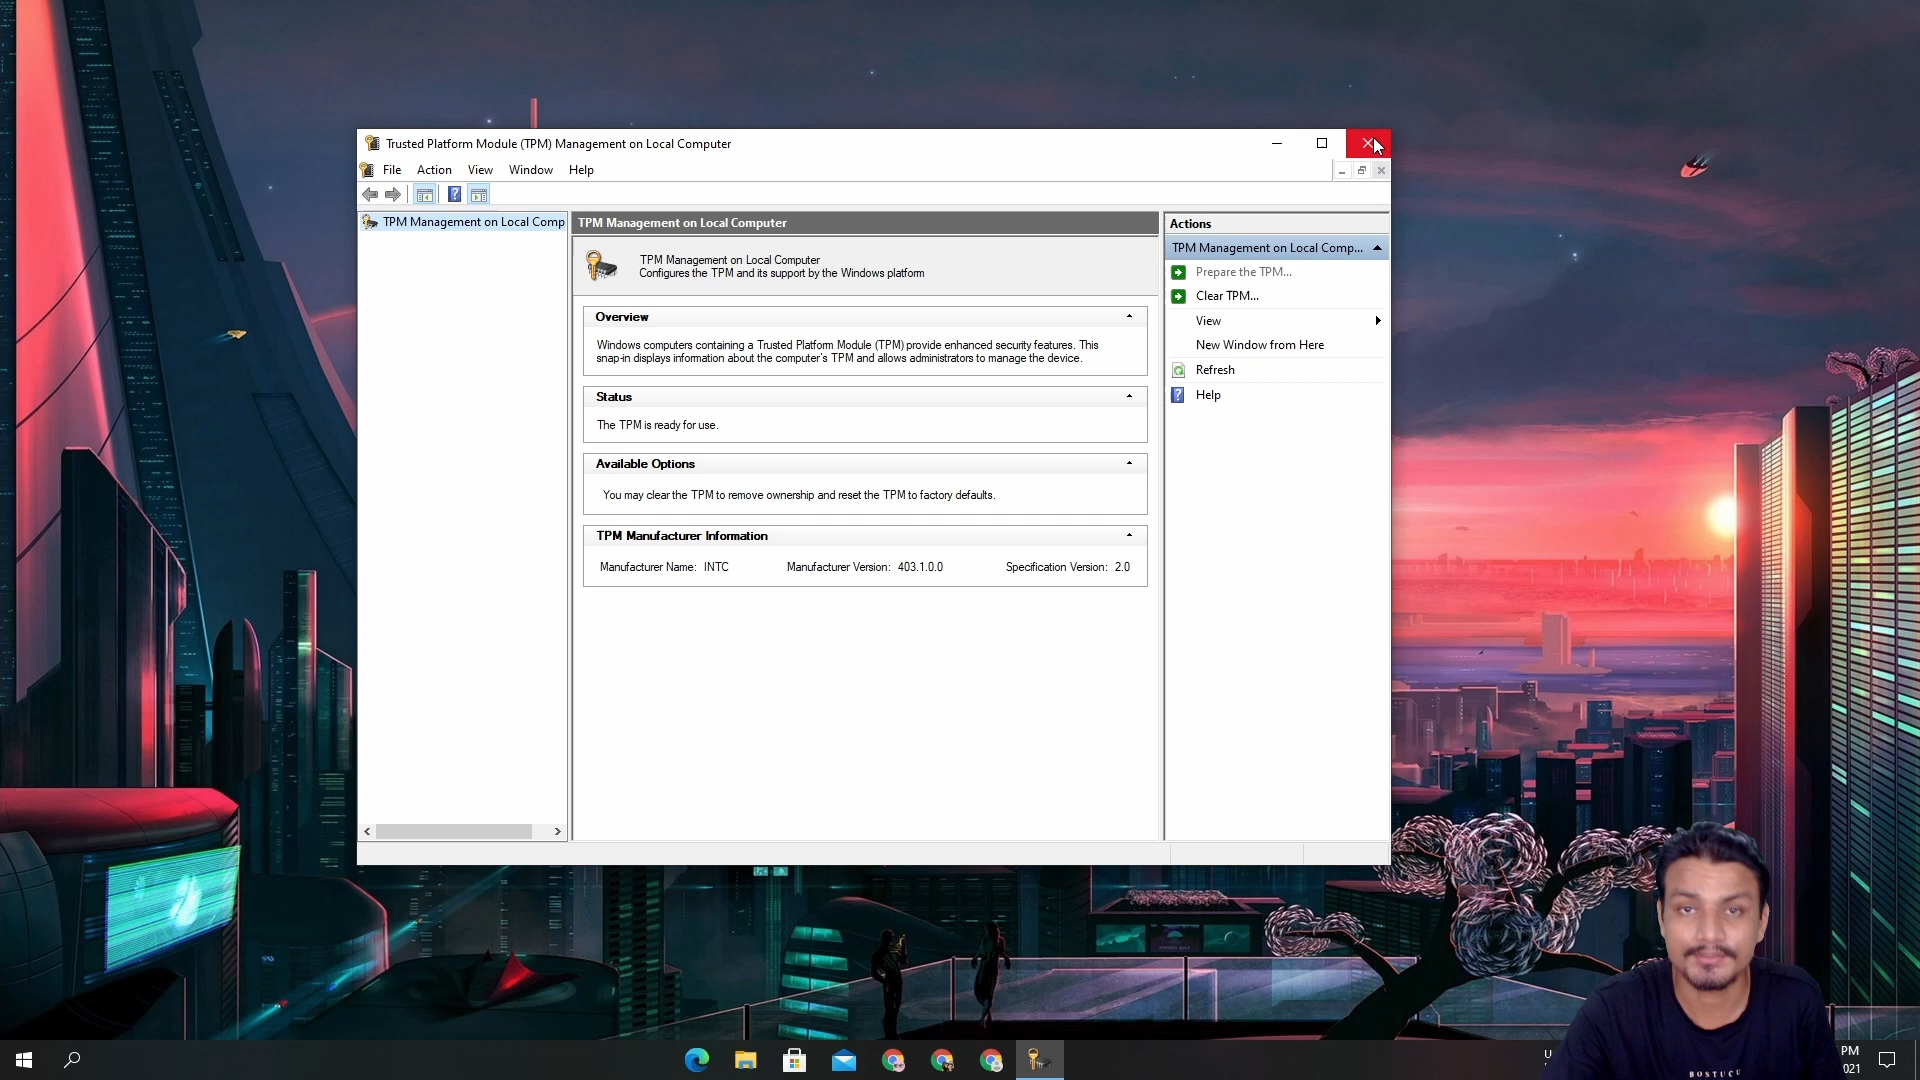 Trusted Platform Module (TPM) Management on Local Computer
File Action View Window Help
TPM Management on Local Comp
TPM Management on Local Computer
TPM Management on Local Computer
Configures the TPM and its support by the Windows platform
Overview
Windows computers containing a Trusted Platform Module (TPM) provide enhanced security features. This
snap-in displays information about the computer's TPM and allows administrators to manage the device.
Status
The TPM is ready for use.
Available Options
You may clear the TPM to remove ownership and reset the TPM to factory defaults.
TPM Manufacturer Information
Manufacturer Name: INTC Manufacturer Version: 403.1.0.0 Specification Version: 2.0
Actions
TPM Management on Local Comp...
Prepare the TPM...
Clear TPM...
View
New Window from Here
Refresh
Help
PM
021